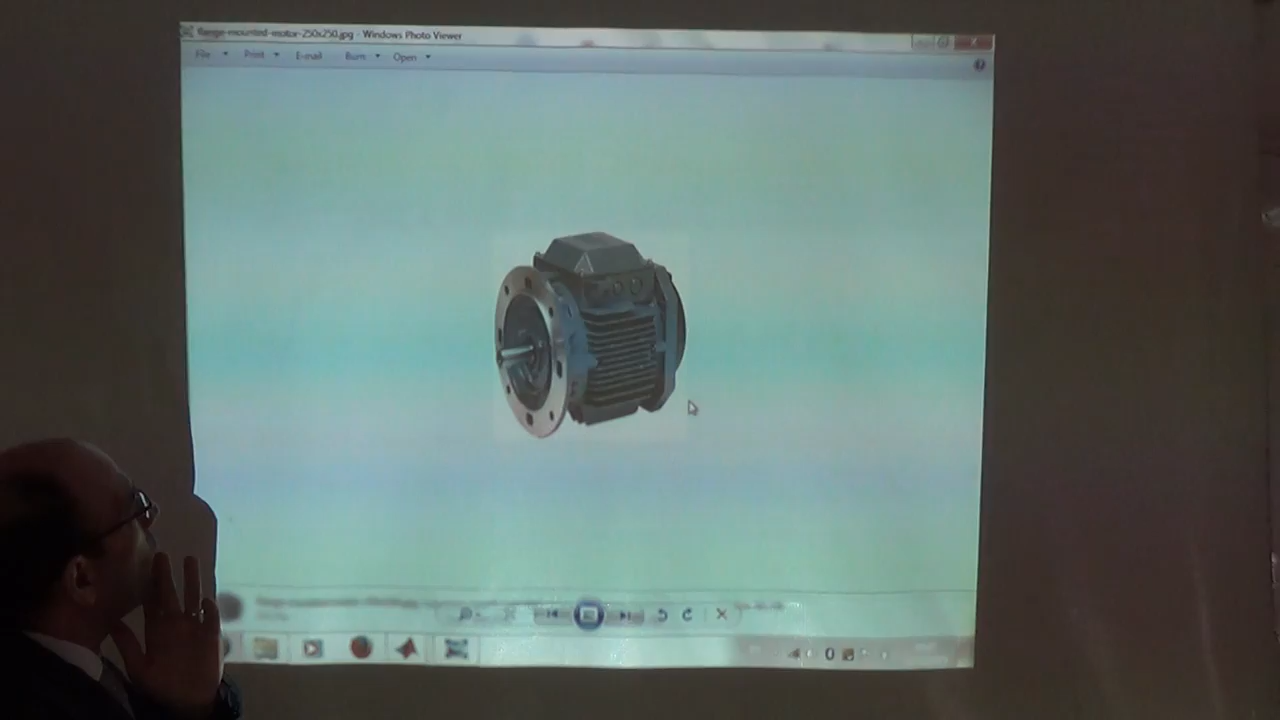 flange-mounted-motor-250x250.jpg - Windows Photo Viewer
File Print E-mail Burn Open